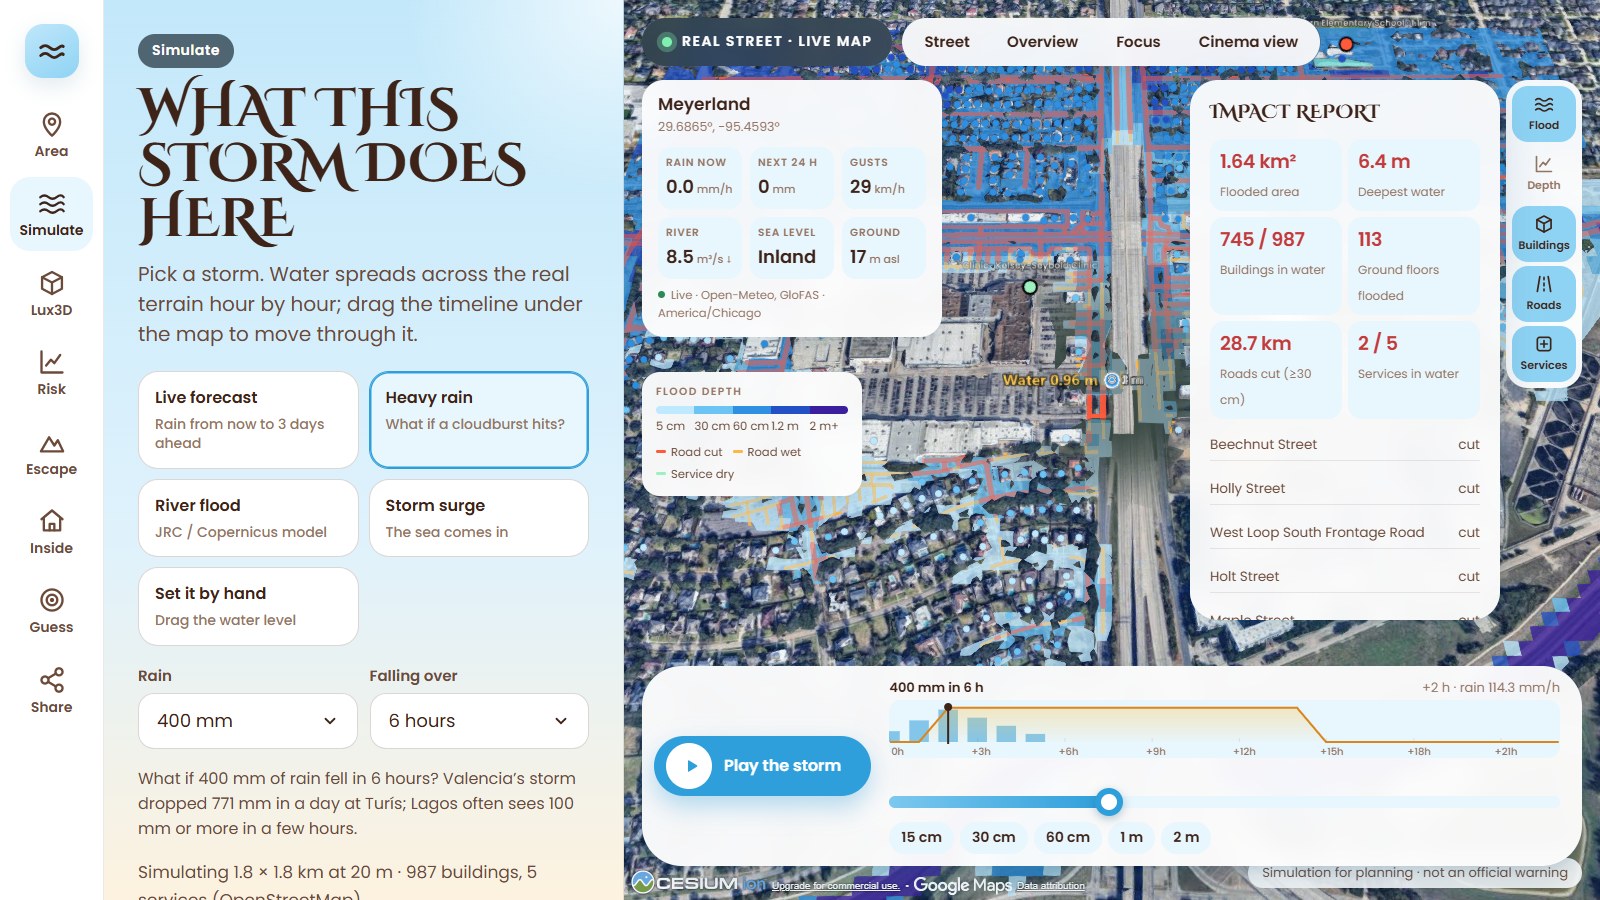 Area
Simulate
Lux3D
Risk
Escape
Inside
Guess
Share
Simulate
WHAT THIS
STORM DOES
HERE
Pick a storm. Water spreads across the real
terrain hour by hour; drag the timeline under
the map to move through it.
Live forecast
Rain from now to 3 days
ahead
Heavy rain
What if a cloudburst hits?
River flood
JRC / Copernicus model
Storm surge
The sea comes in
Set it by hand
Drag the water level
Rain
Falling over
400 mm
6 hours
What if 400 mm of rain fell in 6 hours? Valencia’s storm
dropped 771 mm in a day at Turís; Lagos often sees 100
mm or more in a few hours.
Simulating 1.8 × 1.8 km at 20 m · 987 buildings, 5
services (OpenStreetMap)
REAL STREET · LIVE MAP
Street
Overview
Focus
Cinema view
Elementary School
Meyerland
29.6865°, -95.4593°
RAIN NOW
0.0 mm/h
NEXT 24 H
0 mm
GUSTS
29 km/h
RIVER
8.5 m³/s ↓
SEA LEVEL
Inland
GROUND
17 m asl
Live · Open-Meteo, GloFAS ·
America/Chicago
FLOOD DEPTH
5 cm 30 cm 60 cm 1.2 m 2 m+
Road cut
Road wet
Service dry
Water 0.96 m
IMPACT REPORT
1.64 km²
Flooded area
6.4 m
Deepest water
745 / 987
Buildings in water
113
Ground floors
flooded
28.7 km
Roads cut (≥30
cm)
2 / 5
Services in water
Beechnut Street cut
Holly Street cut
West Loop South Frontage Road cut
Holt Street cut
Maple Street cut
Flood
Depth
Buildings
Roads
Services
Play the storm
400 mm in 6 h
+2 h · rain 114.3 mm/h
0h +3h +6h +9h +12h +15h +18h +21h
15 cm
30 cm
60 cm
1 m
2 m
CESIUM ion
Upgrade for commercial use. · Google Maps Data attribution
Simulation for planning · not an official warning